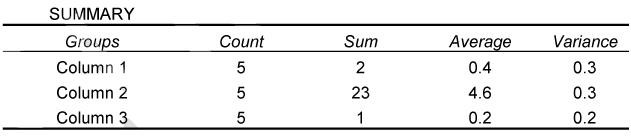 SUMMARY
Groups Count Sum Average Variance
Column 1 5 2 0.4 0.3
Column 2 5 23 4.6 0.3
Column 3 5 1 0.2 0.2